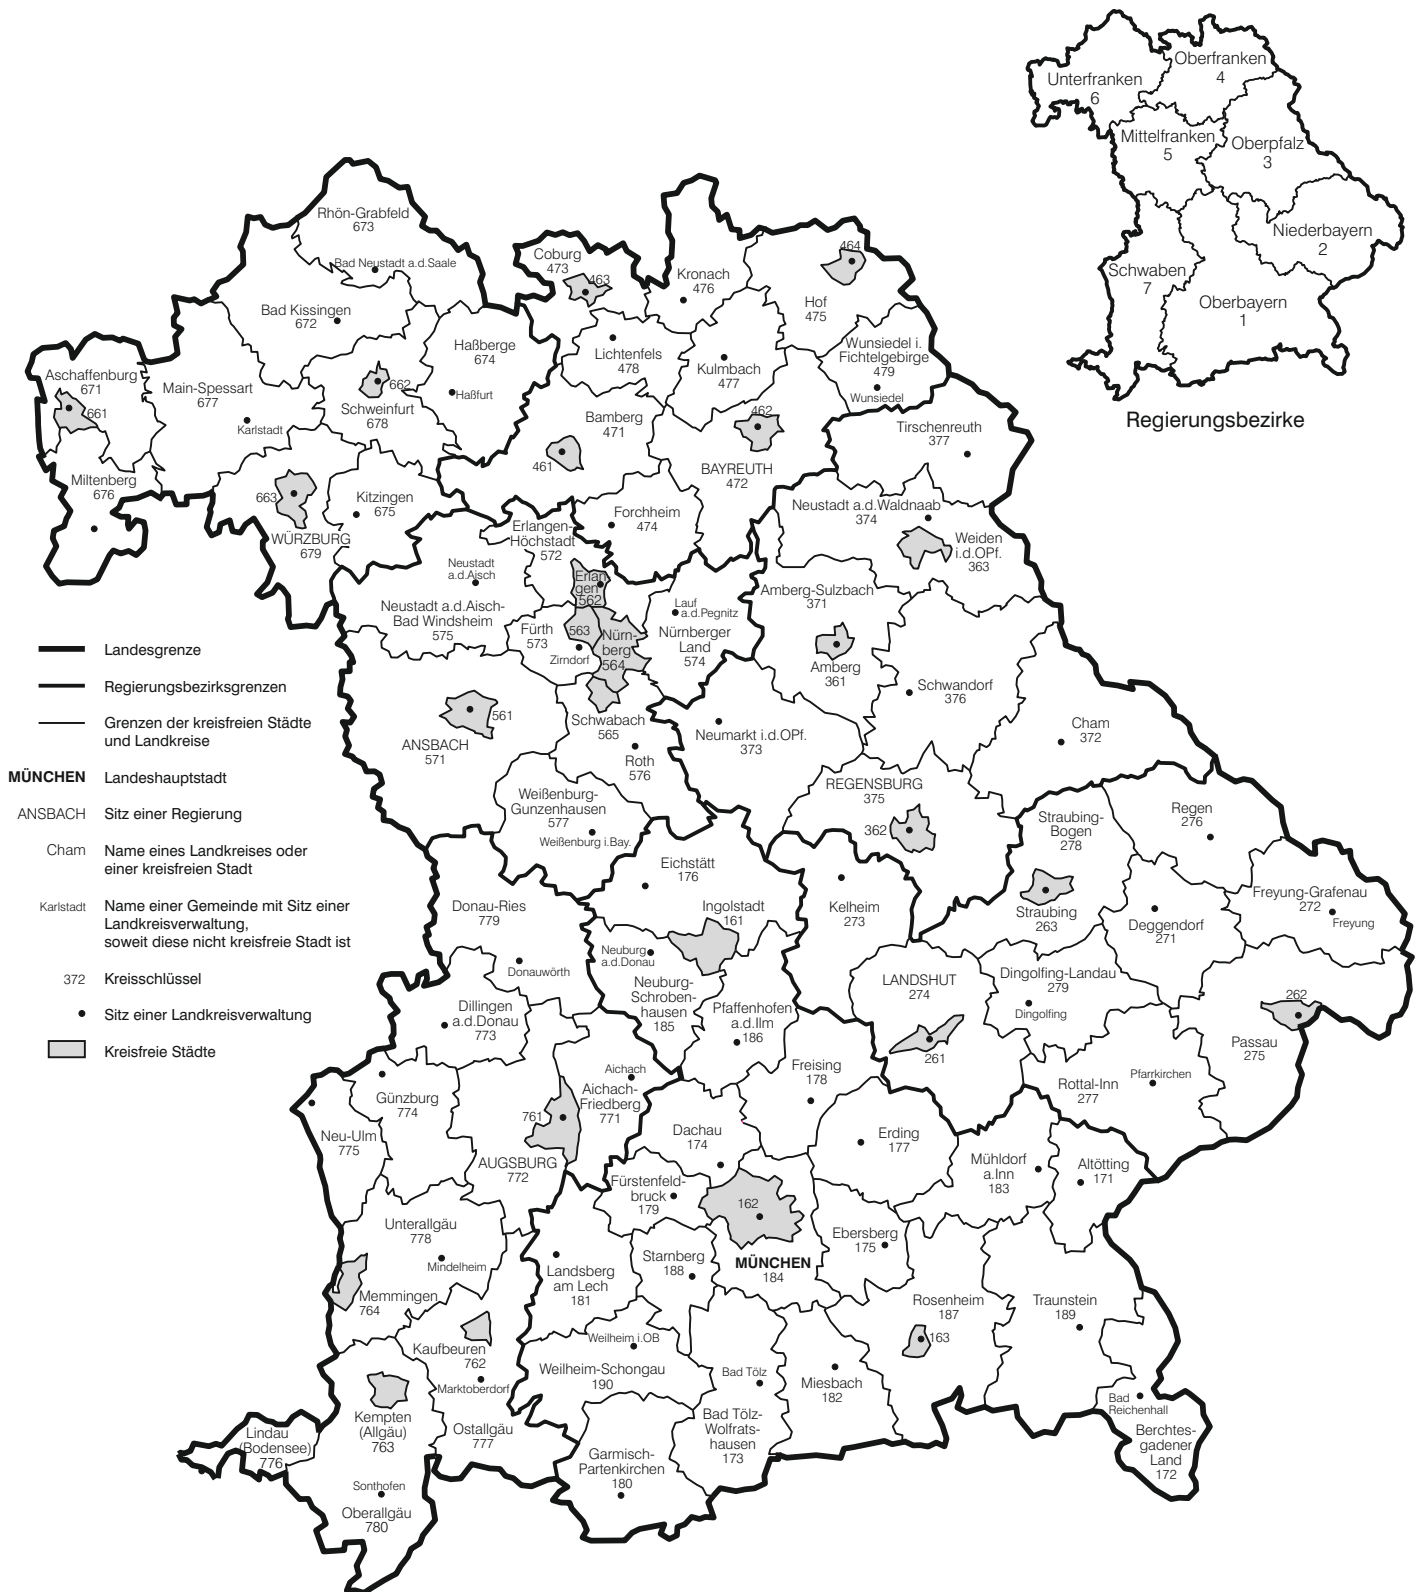 Unterfranken
6
Oberfranken
4
Mittelfranken
5
Oberpfalz
3
Niederbayern
2
Schwaben
7
Oberbayern
1
Regierungsbezirke
Rhön-Grabfeld
673
Bad Neustadt a.d.Saale
Coburg
473
463
Kronach
476
464
Hof
475
Bad Kissingen
672
Haßberge
674
Haßfurt
Lichtenfels
478
Kulmbach
477
Wunsiedel i.
Fichtelgebirge
479
Wunsiedel
Aschaffenburg
671
661
Main-Spessart
677
Karlstadt
662
Schweinfurt
678
Bamberg
471
461
462
BAYREUTH
472
Tirschenreuth
377
Miltenberg
676
663
WÜRZBURG
679
Kitzingen
675
Forchheim
474
Neustadt a.d.Waldnaab
374
Weiden
i.d.OPf.
363
Erlangen-
Höchstadt
572
Erlan
gen
562
Neustadt
a.d.Aisch
Neustadt a.d.Aisch-
Bad Windsheim
575
Fürth
573
563
Zirndorf
Nürn-
berg
564
Lauf
a.d.Pegnitz
Nürnberger
Land
574
Amberg-Sulzbach
371
Amberg
361
Schwandorf
376
Cham
372
Landesgrenze
Regierungsbezirksgrenzen
Grenzen der kreisfreien Städte
und Landkreise
MÜNCHEN Landeshauptstadt
ANSBACH Sitz einer Regierung
Cham Name eines Landkreises oder
einer kreisfreien Stadt
Karlstadt Name einer Gemeinde mit Sitz einer
Landkreisverwaltung,
soweit diese nicht kreisfreie Stadt ist
372 Kreisschlüssel
Sitz einer Landkreisverwaltung
Kreisfreie Städte
561
ANSBACH
571
Schwabach
565
Roth
576
Neumarkt i.d.OPf.
373
Weißenburg-
Gunzenhausen
577
Weißenburg i.Bay.
REGENSBURG
375
362
Straubing-
Bogen
278
Straubing
263
Regen
276
Eichstätt
176
Ingolstadt
161
Kelheim
273
Deggendorf
271
Freyung-Grafenau
272
Freyung
Donau-Ries
779
Donauwörth
Neuburg
a.d.Donau
Neuburg-
Schroben-
hausen
185
Pfaffenhofen
a.d.Ilm
186
LANDSHUT
274
261
Dingolfing-Landau
279
Dingolfing
262
Passau
275
Dillingen
a.d.Donau
773
Aichach
Aichach-
Friedberg
771
Freising
178
Rottal-Inn
277
Pfarrkirchen
Günzburg
774
Neu-Ulm
775
761
AUGSBURG
772
Dachau
174
Erding
177
Mühldorf
a.Inn
183
Altötting
171
Fürstenfeld-
bruck
179
162
MÜNCHEN
184
Ebersberg
175
Unterallgäu
778
Mindelheim
Memmingen
764
Landsberg
am Lech
181
Starnberg
188
Rosenheim
187
163
Traunstein
189
Kaufbeuren
762
Marktoberdorf
Weilheim i.OB
Weilheim-Schongau
190
Bad Tölz
Bad Tölz-
Wolfrats-
hausen
173
Miesbach
182
Bad
Reichenhall
Berchtes-
gadener
Land
172
Lindau
(Bodensee)
776
Kempten
(Allgäu)
763
Ostallgäu
777
Garmisch-
Partenkirchen
180
Sonthofen
Oberallgäu
780